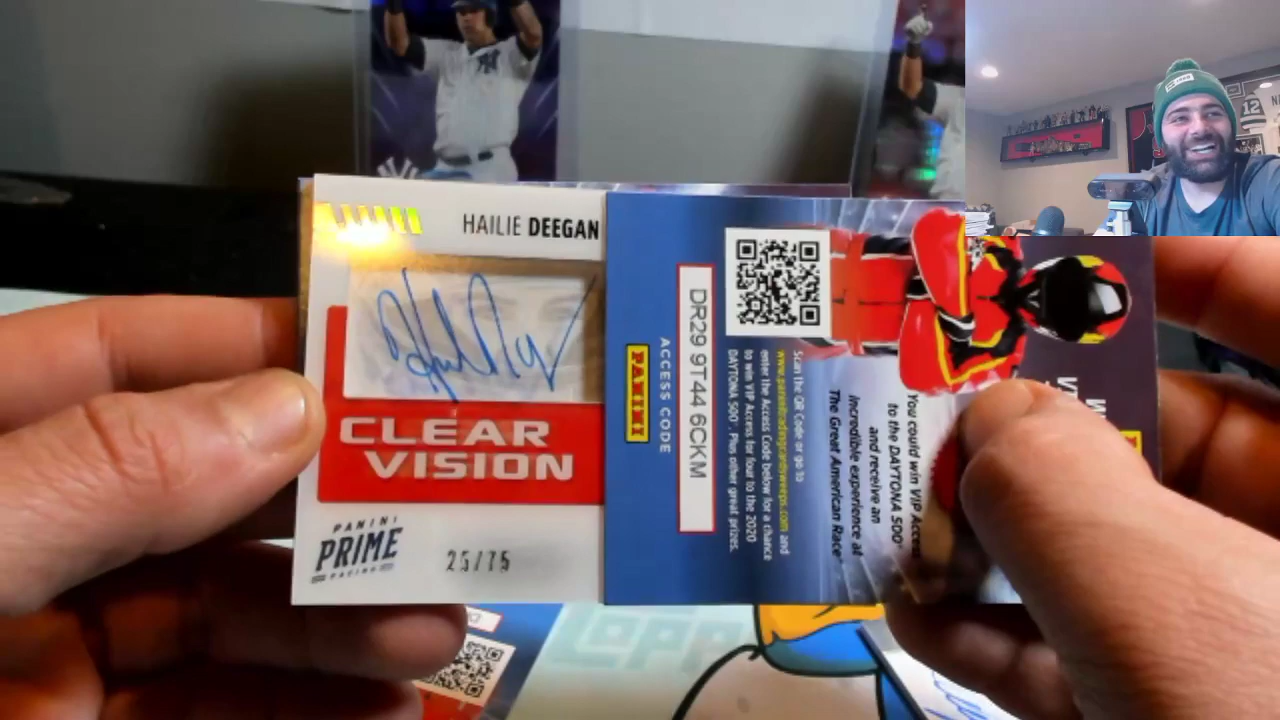 HAILIE DEEGAN
CLEAR
VISION
PANINI
PRIME
RACING
25/75
You could win VIP Access
to the DAYTONA 500®
and receive an
incredible experience at
The Great American Race
Scan the QR Code or go to
www.paninitradingcardsweeps.com and
enter the Access Code below for a chance
to win VIP Access for four to the 2020
DAYTONA 500®. Plus other great prizes.
DR29 9T44 6CKM
ACCESS CODE
PANINI
12